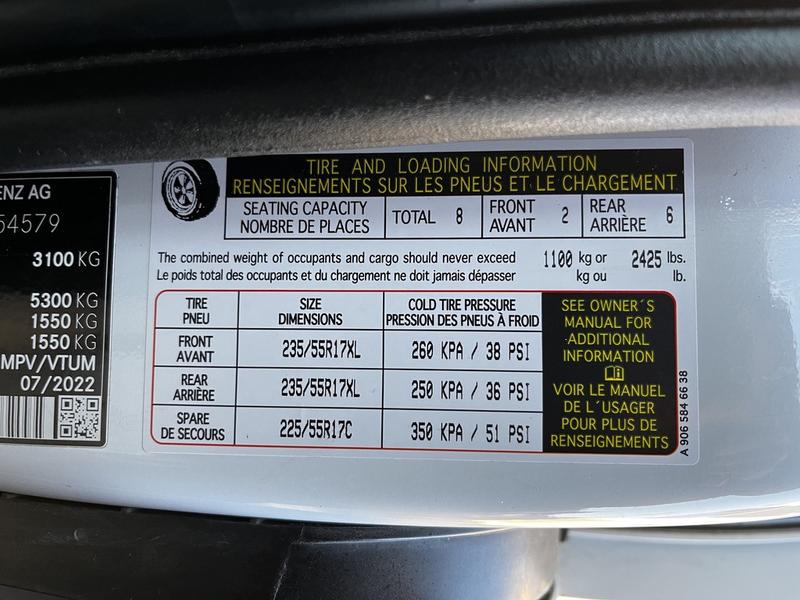 ENZ AG
54579
3100 KG
5300 KG
1550 KG
1550 KG
MPV/VTUM
07/2022
TIRE AND LOADING INFORMATION
RENSEIGNEMENTS SUR LES PNEUS ET LE CHARGEMENT
SEATING CAPACITY
NOMBRE DE PLACES
TOTAL 8
FRONT
AVANT
2
REAR
ARRIÈRE
6
The combined weight of occupants and cargo should never exceed 1100 kg or 2425 lbs.
Le poids total des occupants et du chargement ne doit jamais dépasser kg ou lb.
TIRE
PNEU
SIZE
DIMENSIONS
COLD TIRE PRESSURE
PRESSION DES PNEUS À FROID
FRONT
AVANT
235/55R17XL
260 KPA / 38 PSI
REAR
ARRIÈRE
235/55R17XL
250 KPA / 36 PSI
SPARE
DE SECOURS
225/55R17C
350 KPA / 51 PSI
SEE OWNER´S
MANUAL FOR
ADDITIONAL
INFORMATION
VOIR LE MANUEL
DE L´USAGER
POUR PLUS DE
RENSEIGNEMENTS
A 906 584 66 38